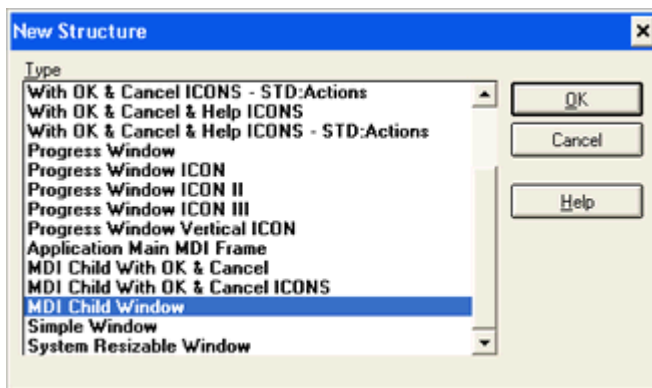 New Structure
Type
With OK & Cancel ICONS - STD:Actions
With OK & Cancel & Help ICONS
With OK & Cancel & Help ICONS - STD:Actions
Progress Window
Progress Window ICON
Progress Window ICON II
Progress Window ICON III
Progress Window Vertical ICON
Application Main MDI Frame
MDI Child With OK & Cancel
MDI Child With OK & Cancel ICONS
MDI Child Window
Simple Window
System Resizable Window
OK
Cancel
Help